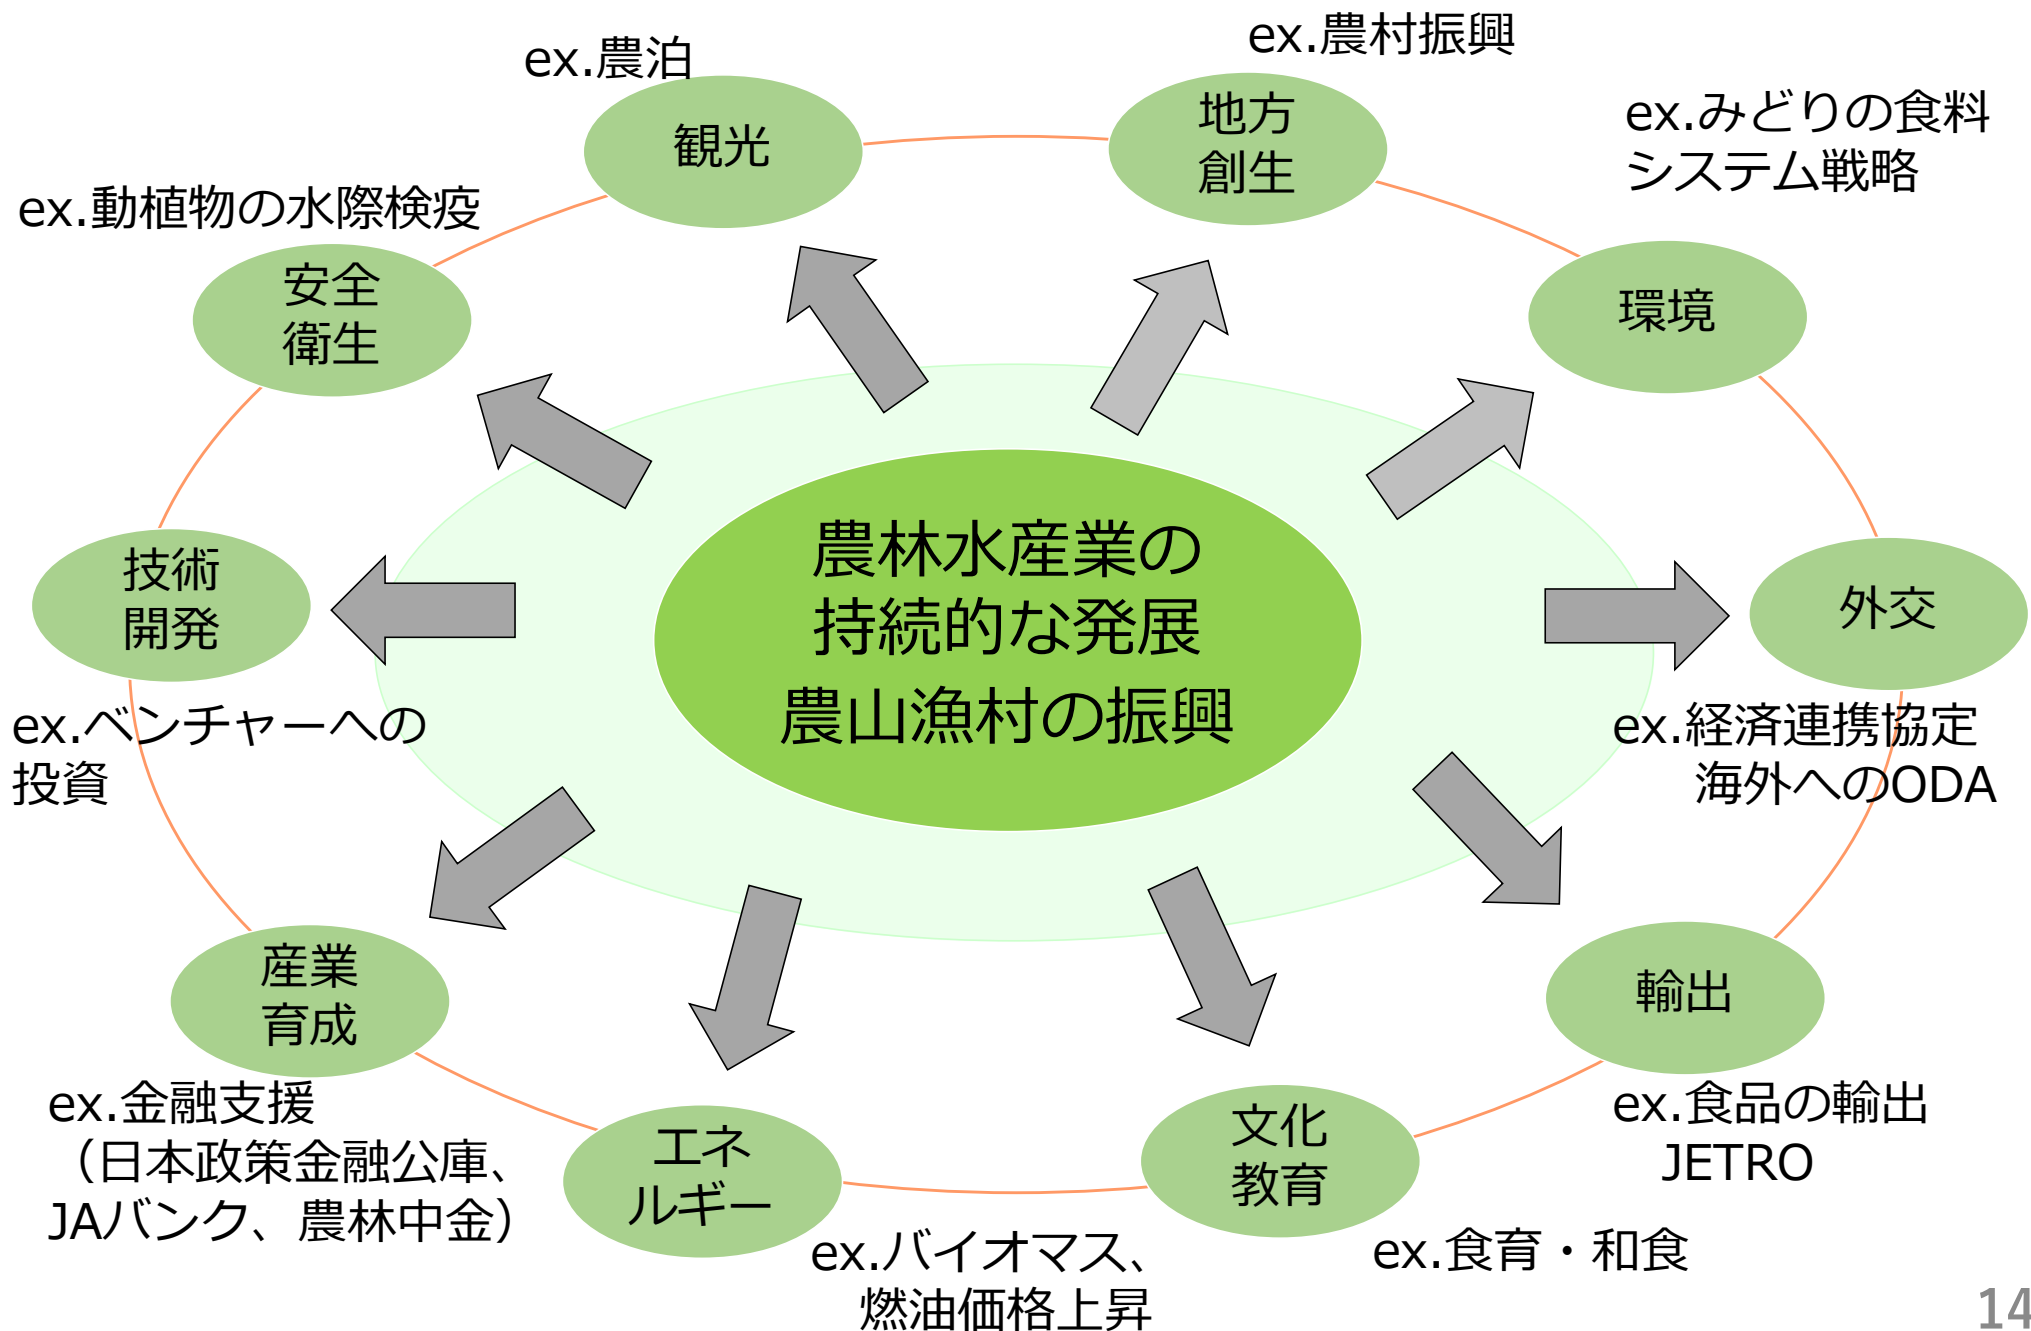 ex.農村振興
ex.農泊
地方
創生
観光
ex.みどりの食料
システム戦略
ex.動植物の水際検疫
安全
衛生
環境
農林水産業の
持続的な発展
農山漁村の振興
技術
開発
外交
ex.ベンチャーへの
投資
ex.経済連携協定
海外へのODA
産業
育成
輸出
ex.金融支援
（日本政策金融公庫、
JAバンク、農林中金）
ex.食品の輸出
JETRO
エネ
ルギー
文化
教育
ex.バイオマス、
燃油価格上昇
ex.食育・和食
14